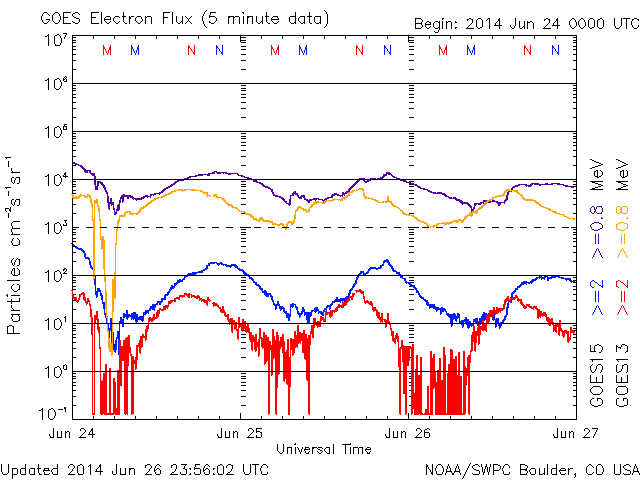 GOES Electron Flux (5 minute data)
Begin: 2014 Jun 24 0000 UTC
M M N N M M N N M M N N
10⁷
10⁶
10⁵
10⁴
10³
10²
10¹
10⁰
10⁻¹
Particles cm⁻²s⁻¹sr⁻¹
Jun 24 Jun 25 Jun 26 Jun 27
Universal Time
GOES15 >=2 >=0.8 MeV
GOES13 >=2 >=0.8 MeV
Updated 2014 Jun 26 23:56:02 UTC
NOAA/SWPC Boulder, CO USA